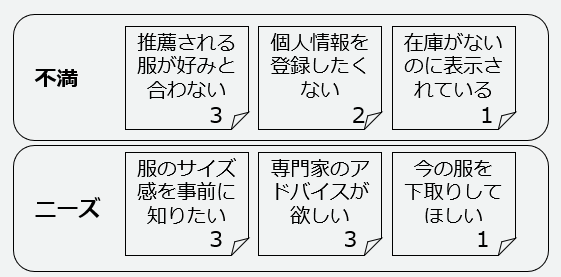 不満
推薦される
服が好みと
合わない
3
個人情報を
登録したく
ない
2
在庫がない
のに表示さ
れている
1
ニーズ
服のサイズ
感を事前に
知りたい
3
専門家のア
ドバイスが
欲しい
3
今の服を
下取りして
ほしい
1